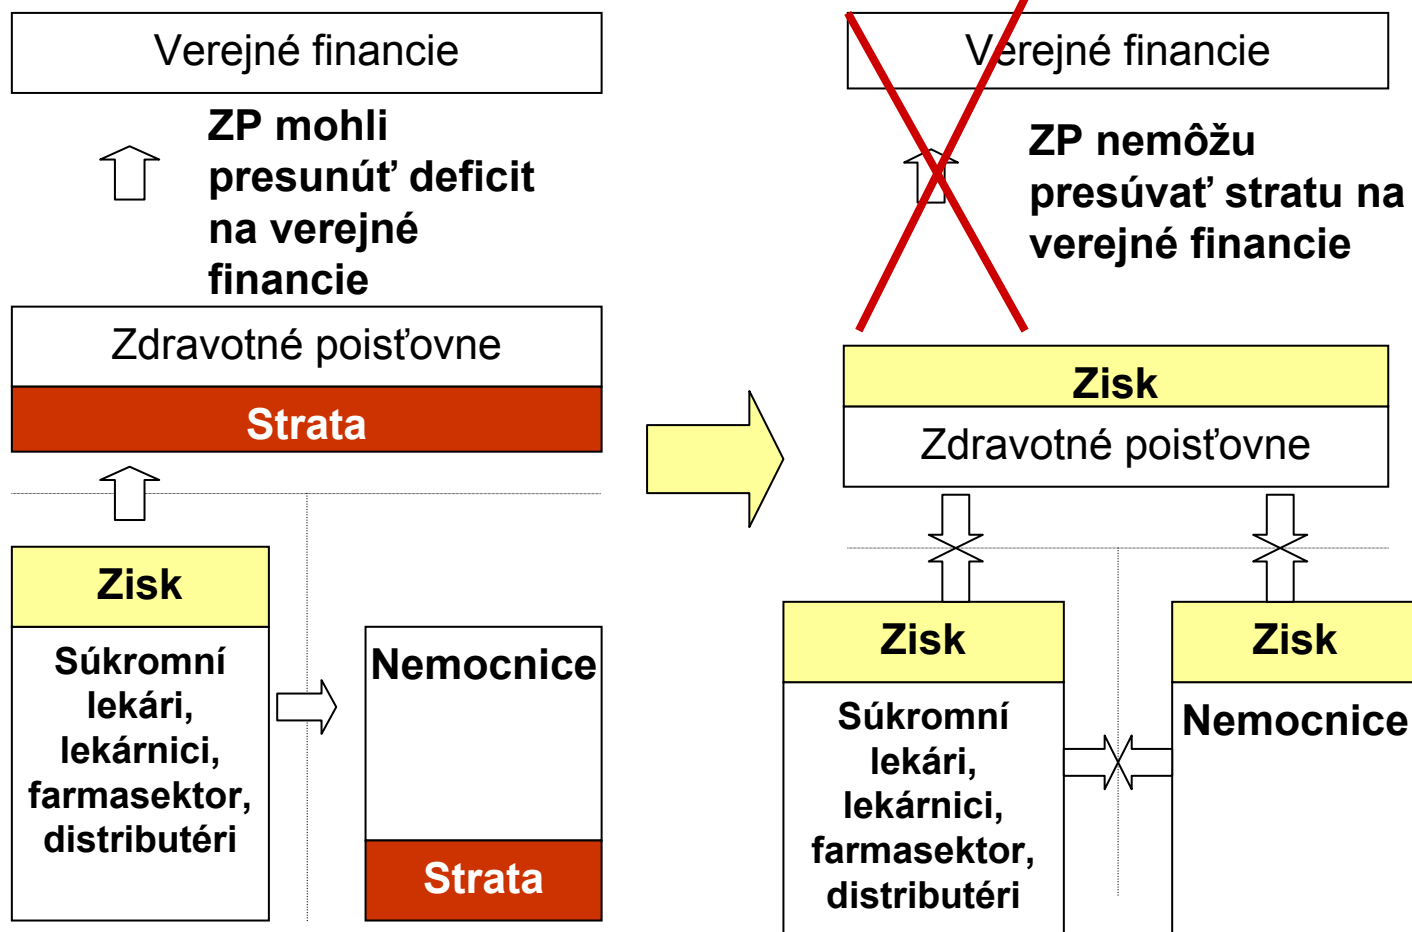 Verejné financie
ZP mohli
presunúť deficit
na verejné
financie
Zdravotné poisťovne
Strata
Zisk
Súkromní
lekári,
lekárnici,
farmasektor,
distributéri
Nemocnice
Strata
Verejné financie
ZP nemôžu
presúvať stratu na
verejné financie
Zisk
Zdravotné poisťovne
Zisk
Súkromní
lekári,
lekárnici,
farmasektor,
distributéri
Zisk
Nemocnice